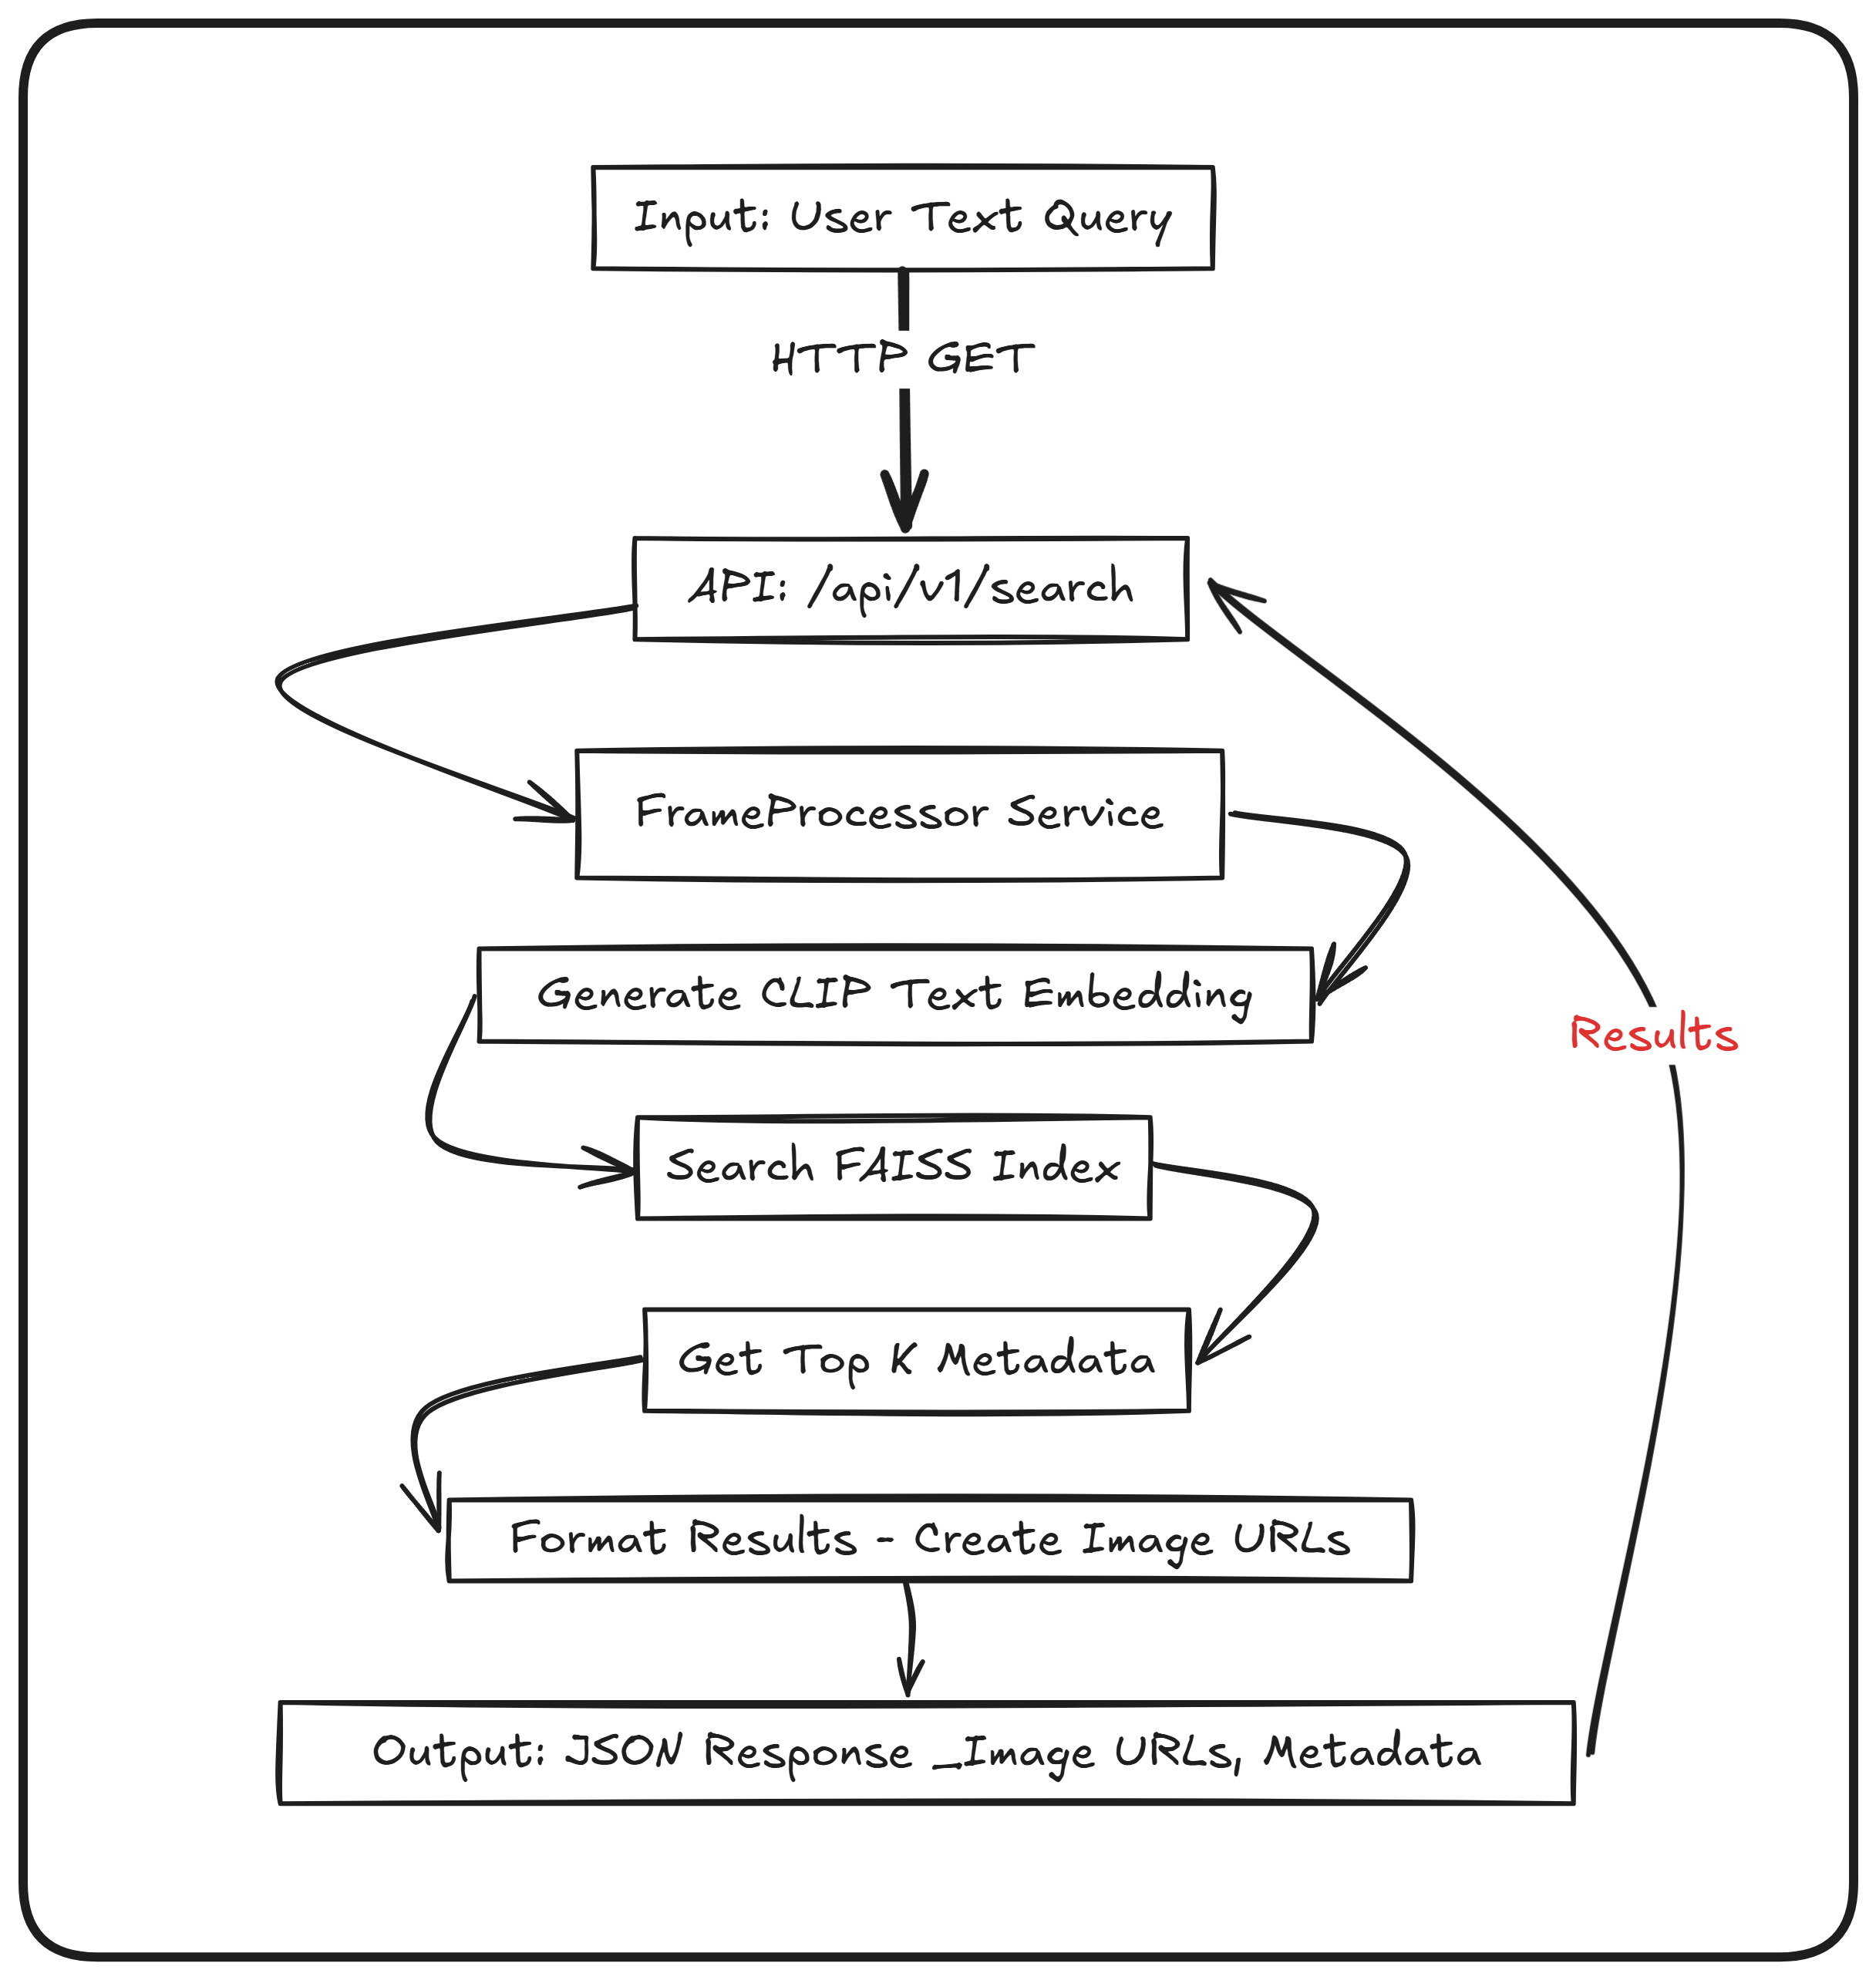 Input: User Text Query
HTTP GET
API: /api/v1/search
FrameProcessor Service
Generate CLIP Text Embedding
Results
Search FAISS Index
Get Top K Metadata
Format Results - Create Image URLs
Output: JSON Response _Image URLs, Metadata